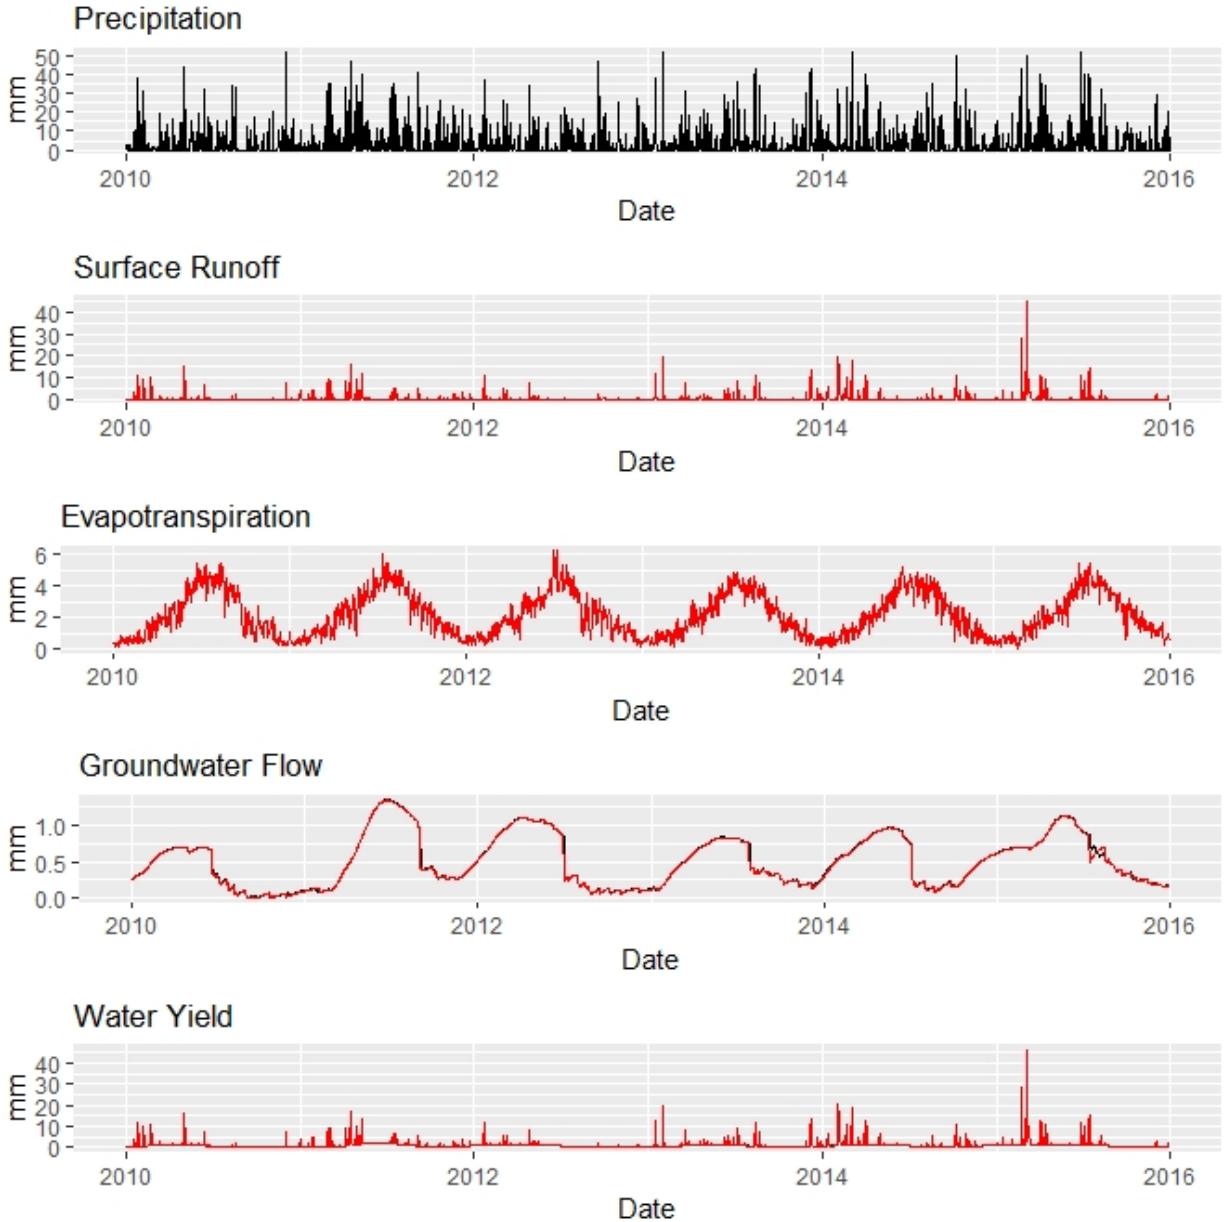 Precipitation
mm
50
40
30
20
10
0
2010 2012 2014 2016
Date
Surface Runoff
mm
40
30
20
10
0
2010 2012 2014 2016
Date
Evapotranspiration
mm
6
4
2
0
2010 2012 2014 2016
Date
Groundwater Flow
mm
1.0
0.5
0.0
2010 2012 2014 2016
Date
Water Yield
mm
40
30
20
10
0
2010 2012 2014 2016
Date